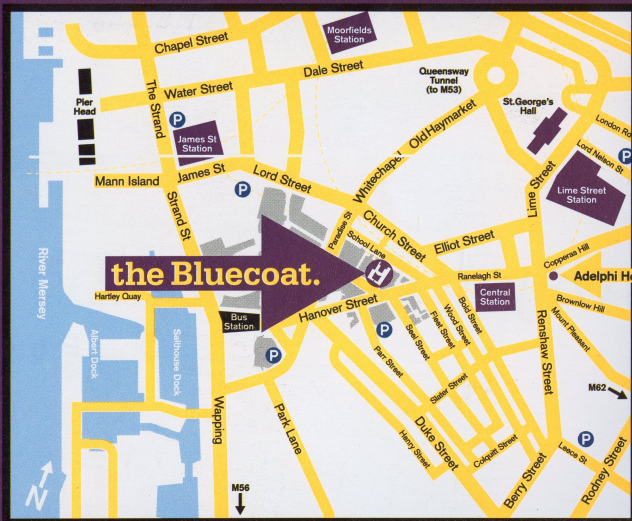 Chapel Street
Moorfields
Station
Dale Street
Water Street
The Strand
Pier
Head
P
James St
Station
Queensway
Tunnel
(to M53)
St.George's
Hall
Old Haymarket
Whitechapel
London Ro
Lord Nelson St
P
Lime Street
Station
Lime Street
Mann Island
James St
Lord Street
P
Strand St
Paradise St
School Lane
Church Street
Elliot Street
Copperas Hill
Ranelagh St
Adelphi Ho
the Bluecoat.
Hartley Quay
River Mersey
Albert Dock
Salthouse Dock
Bus
Station
Hanover Street
P
P
Central
Station
Bold Street
Wood Street
Fleet Street
Seel Street
Brownlow Hill
Mount Pleasant
Renshaw Street
M62
Parr Street
Slater Street
Wapping
Park Lane
Duke Street
Henry Street
Colquitt Street
Berry Street
P
Leece St
Rodney Street
M56
N